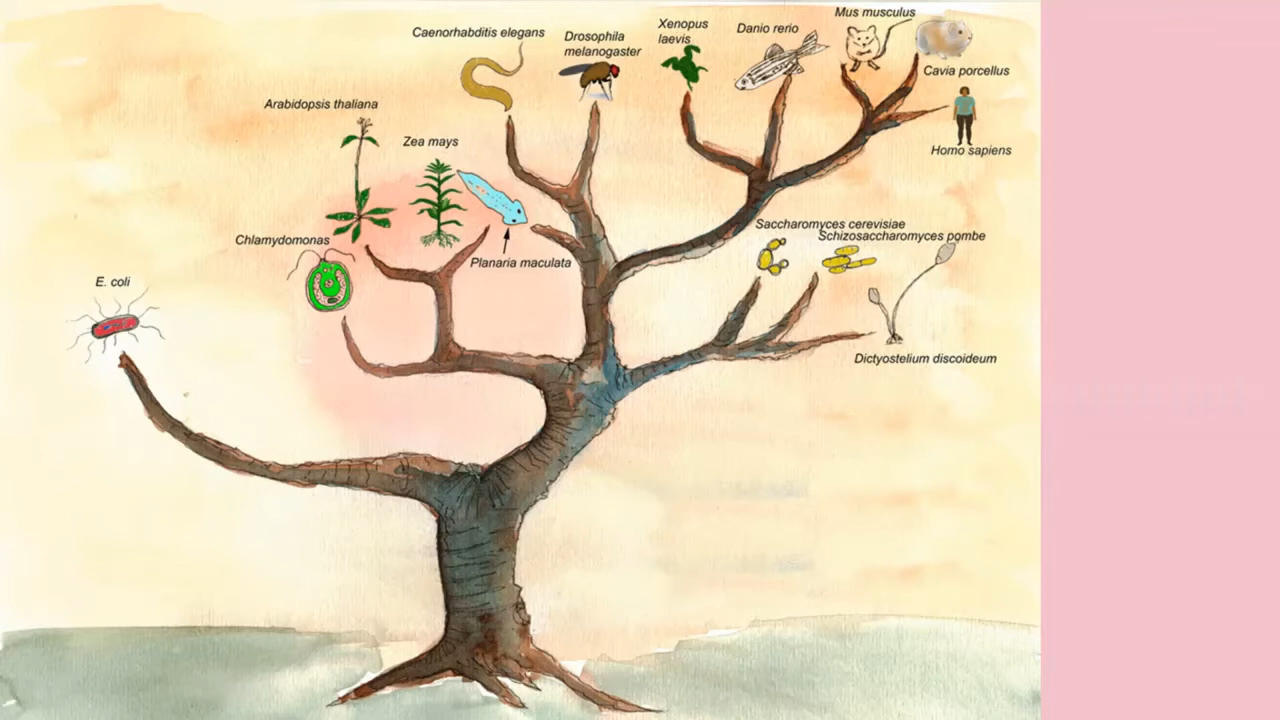 Mus musculus
Xenopus
laevis
Danio rerio
Caenorhabditis elegans
Drosophila
melanogaster
Cavia porcellus
Arabidopsis thaliana
Zea mays
Homo sapiens
Saccharomyces cerevisiae
Schizosaccharomyces pombe
Chlamydomonas
Planaria maculata
E. coli
Dictyostelium discoideum